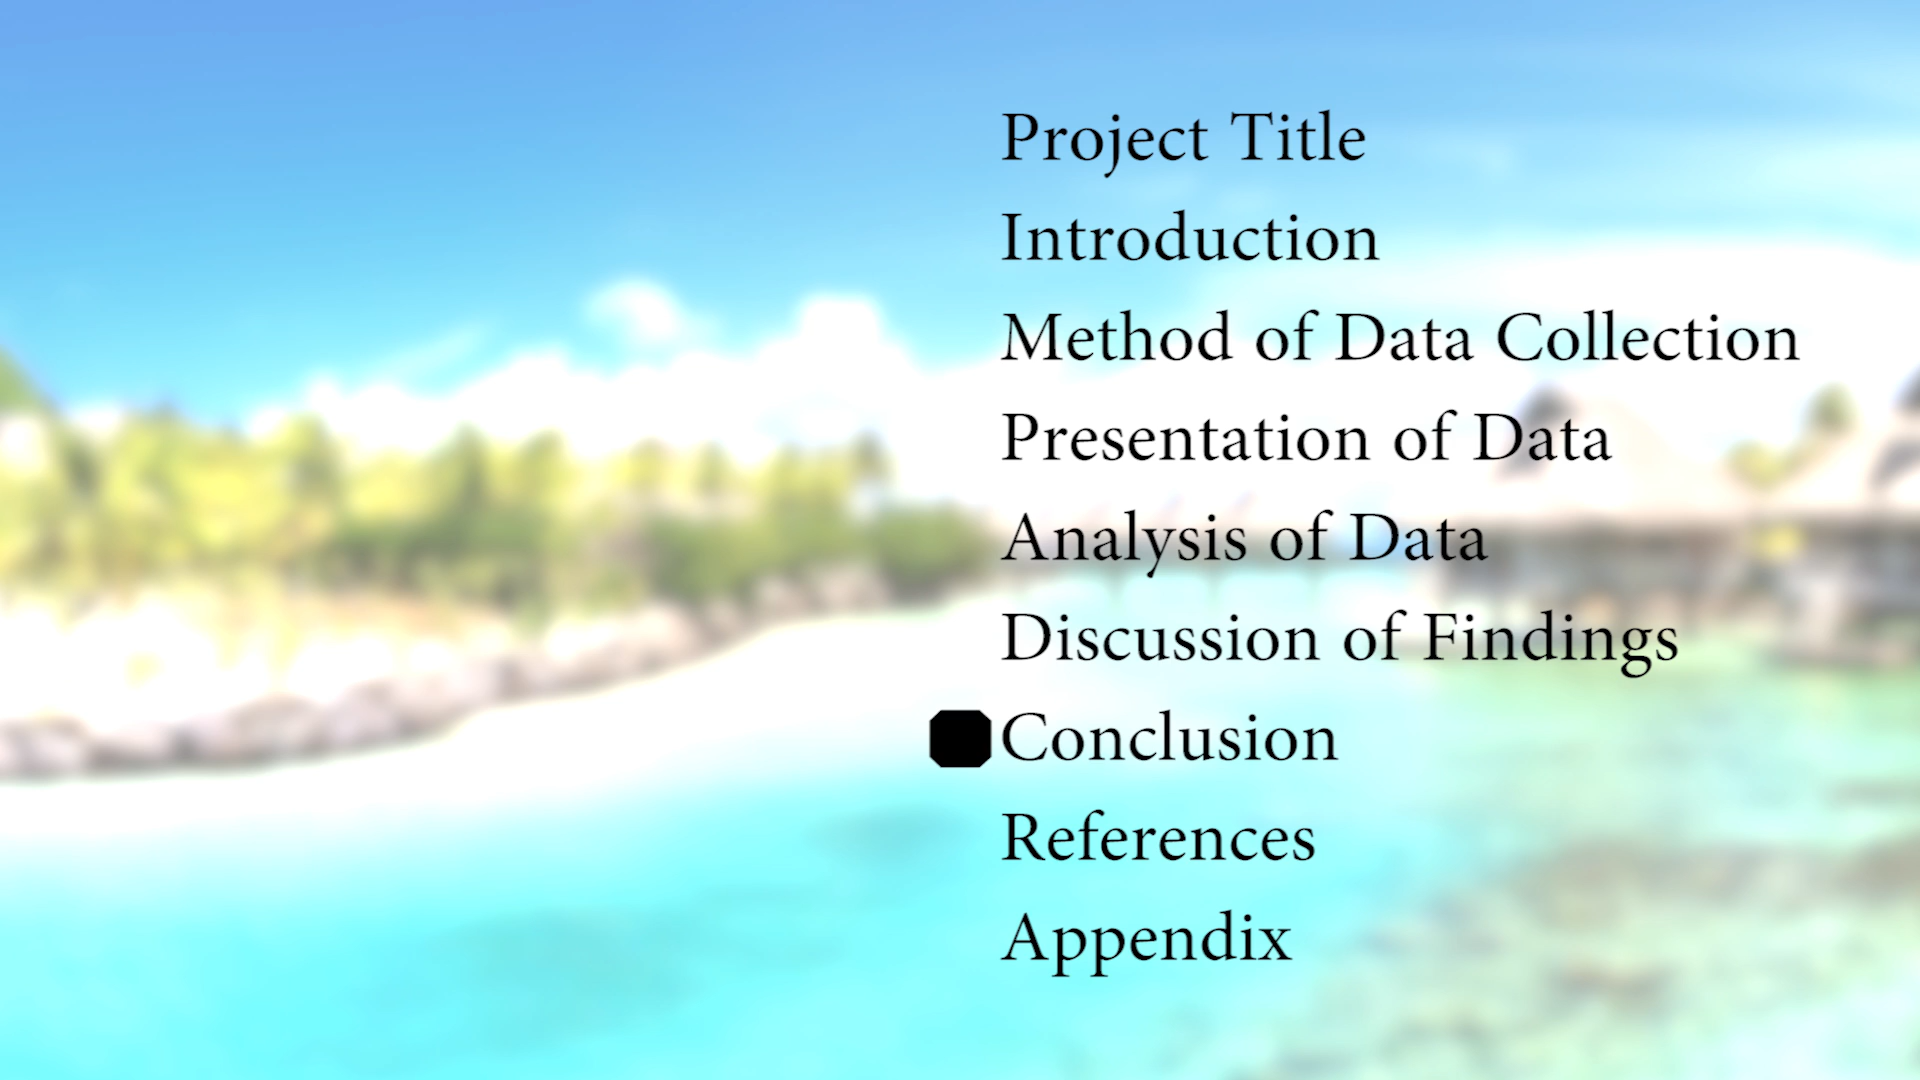 Project Title
Introduction
Method of Data Collection
Presentation of Data
Analysis of Data
Discussion of Findings
Conclusion
References
Appendix